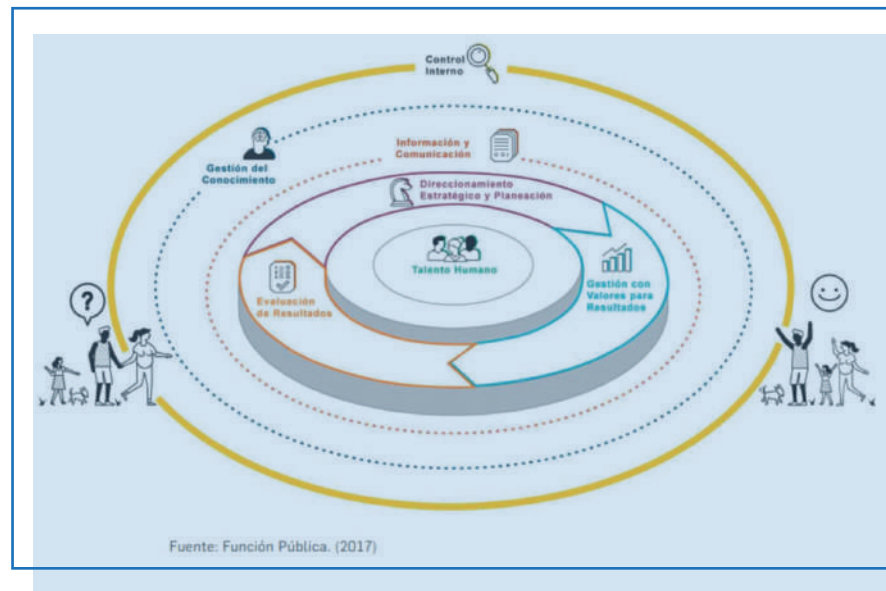 Control
Interno
Información y
Comunicación
Gestión del
Conocimiento
Direccionamiento
Estratégico y Planeación
Talento Humano
Gestión con
Valores para
Resultados
Evaluación
de Resultados
?
Fuente: Función Pública. (2017)